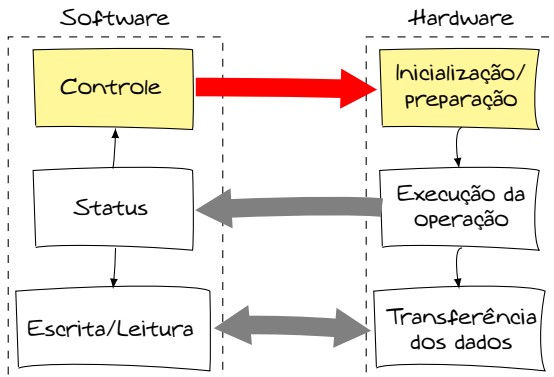 Software
Hardware
Controle
Inicialização/
preparação
Status
Execução da
operação
Escrita/Leitura
Transferência
dos dados